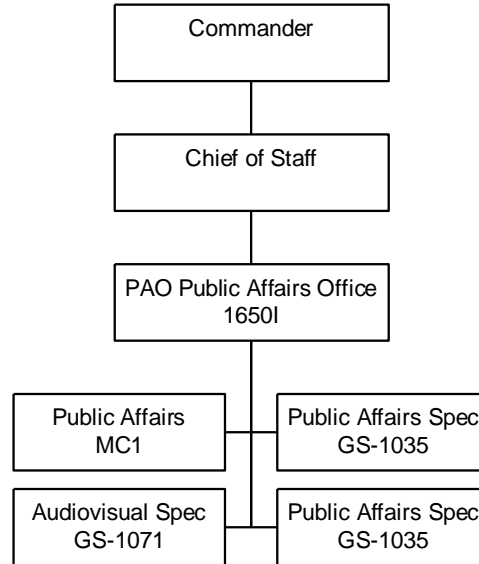 Commander
Chief of Staff
PAO Public Affairs Office
1650I
Public Affairs
MC1
Public Affairs Spec
GS-1035
Audiovisual Spec
GS-1071
Public Affairs Spec
GS-1035